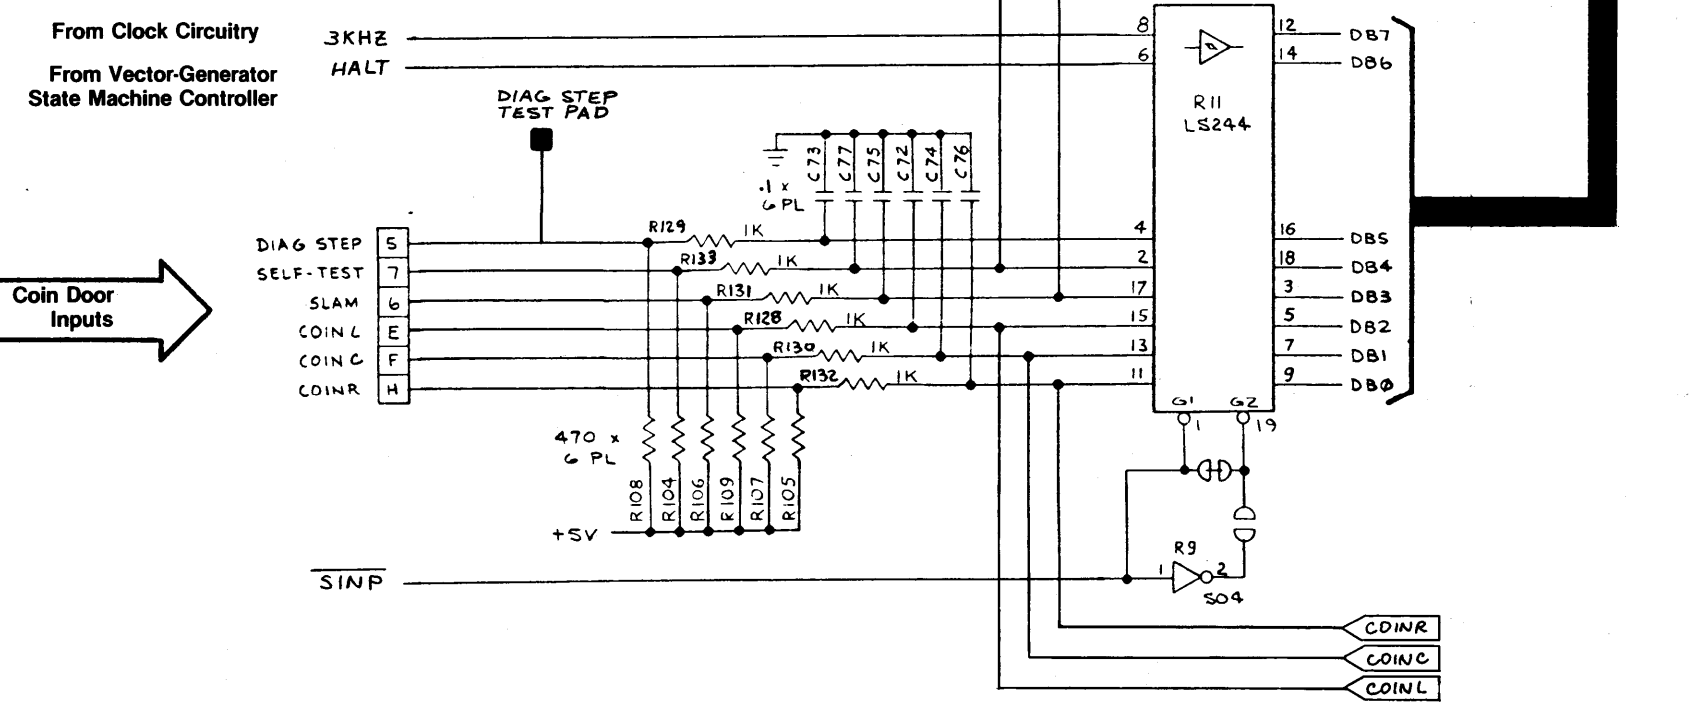 From Clock Circuitry
3KHZ
8
12
DB7
From Vector-Generator
State Machine Controller
HALT
6
14
DB6
DIAG STEP
TEST PAD
R11
LS244
C73
C77
C75
C72
C74
C76
.1 x
6 PL
DIAG STEP
5
R129
1K
4
16
DB5
SELF-TEST
7
R133
1K
2
18
DB4
Coin Door
Inputs
SLAM
6
R131
1K
17
3
DB3
COIN L
E
R128
1K
15
5
DB2
COIN C
F
R130
1K
13
7
DB1
COINR
H
R132
1K
11
9
DBØ
G1
G2
1
19
470 x
6 PL
R108
R104
R106
R109
R107
R105
+5V
SINP
R9
1
2
S04
COINR
COINC
COINL